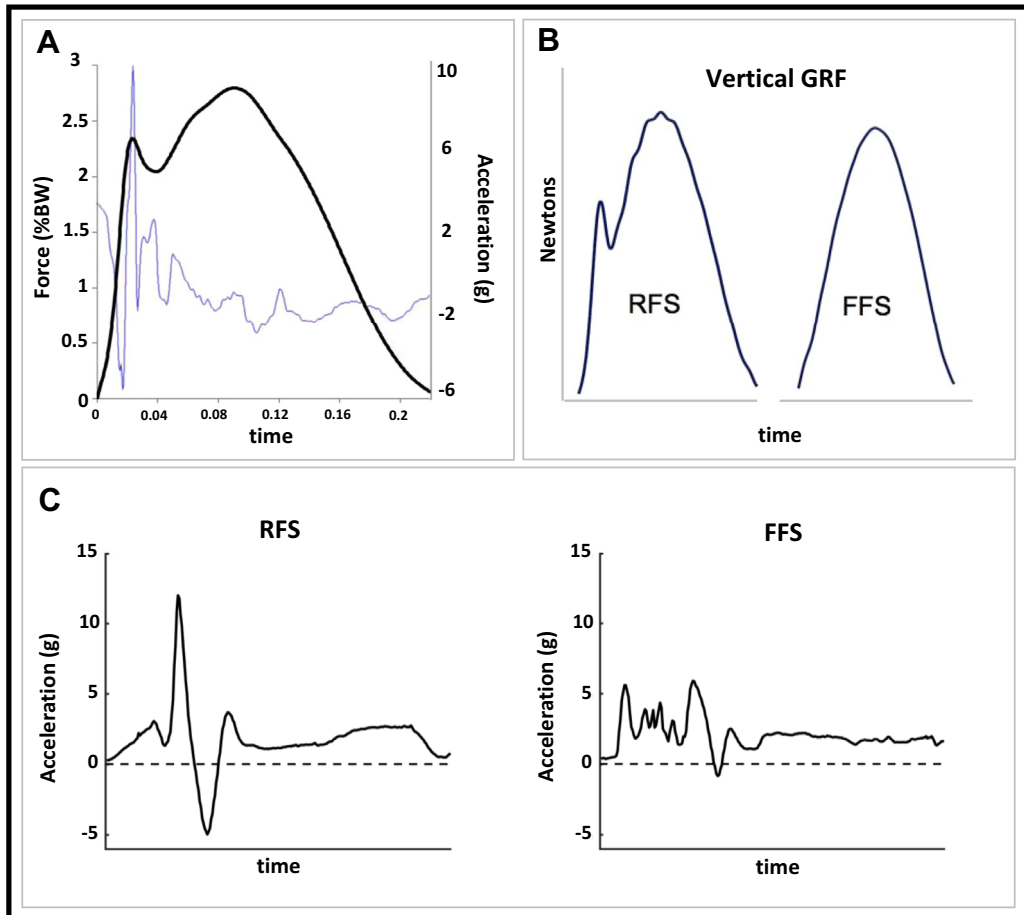 A
3
2.5
2
1.5
1
0.5
0
Force (%BW)
10
6
2
-2
-6
Acceleration (g)
0 0.04 0.08 0.12 0.16 0.2
time
B
Vertical GRF
Newtons
RFS
FFS
time
C
RFS
15
10
5
0
-5
Acceleration (g)
time
FFS
15
10
5
0
-5
Acceleration (g)
time